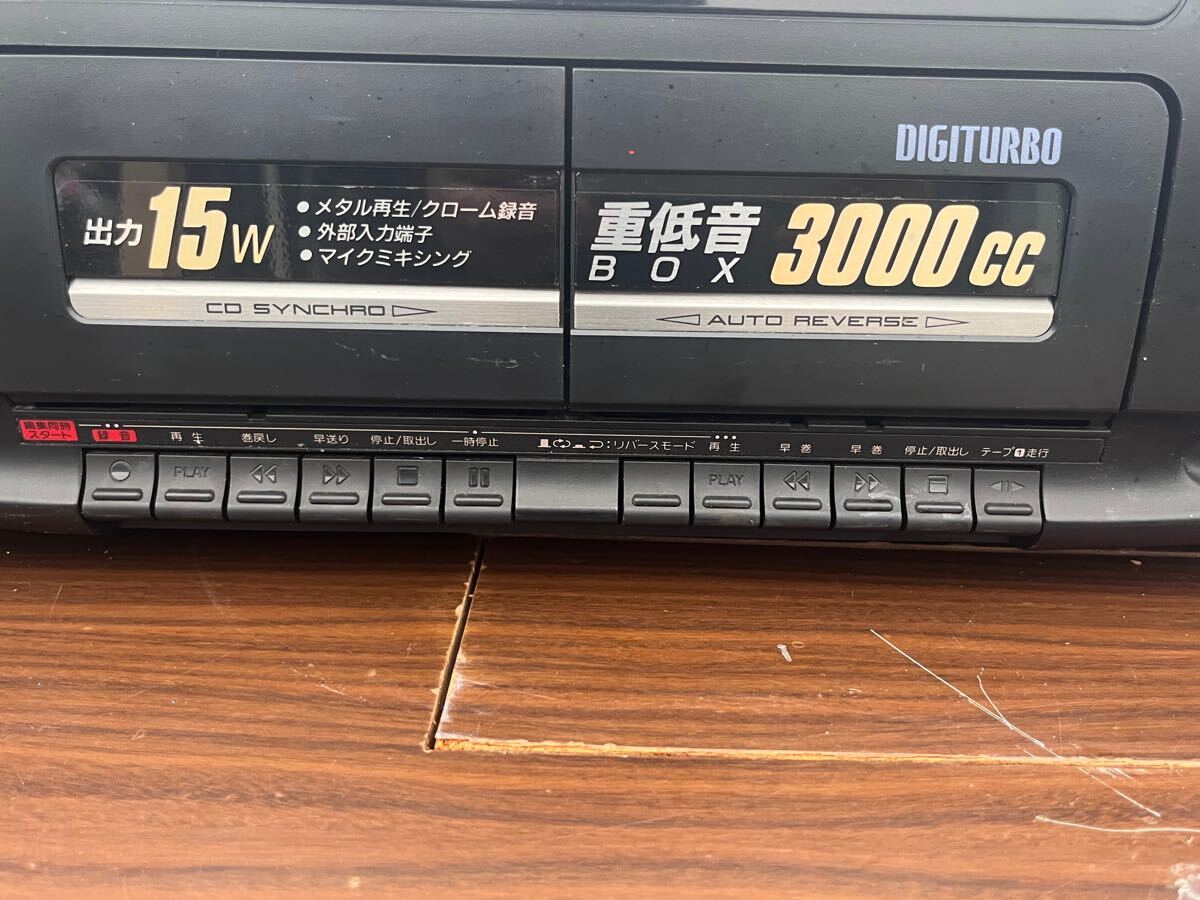 DIGITURBO
出力 15W
●メタル再生/クローム録音
●外部入力端子
●マイクミキシング
CD SYNCHRO
重低音
BOX
3000cc
AUTO REVERSE
編集同時
スタート
録音
再生
巻戻し
早送り
停止/取出し
一時停止
:リバースモード
再生
早巻
早巻
停止/取出し
テープ1走行
PLAY
PLAY